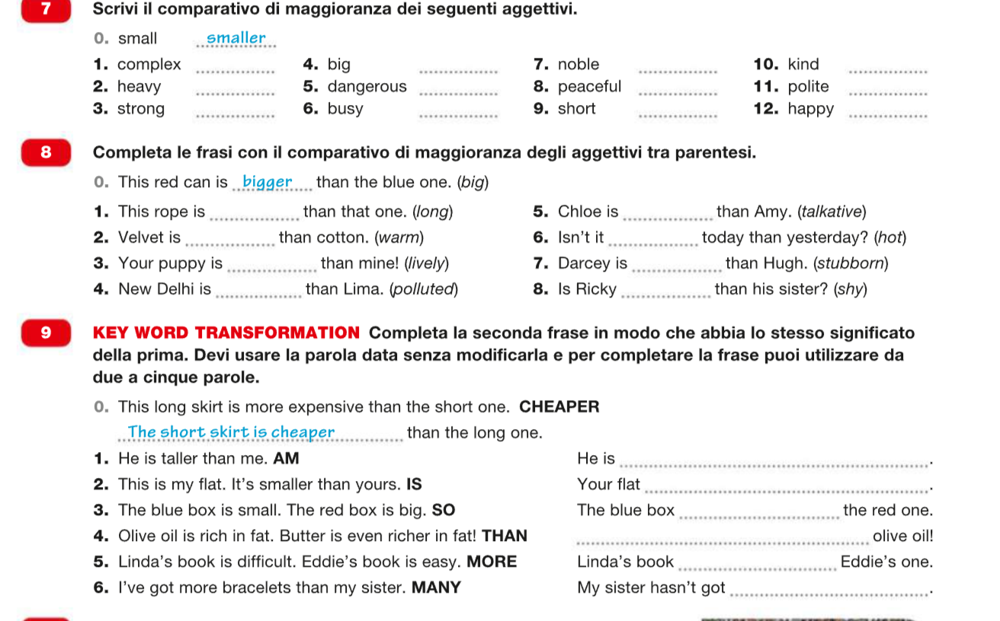 7 Scrivi il comparativo di maggioranza dei seguenti aggettivi.
0. small smaller
1. complex 4. big 7. noble 10. kind
2. heavy 5. dangerous 8. peaceful 11. polite
3. strong 6. busy 9. short 12. happy
8 Completa le frasi con il comparativo di maggioranza degli aggettivi tra parentesi.
0. This red can is bigger than the blue one. (big)
1. This rope is ............ than that one. (long) 5. Chloe is ............ than Amy. (talkative)
2. Velvet is ............ than cotton. (warm) 6. Isn't it ............ today than yesterday? (hot)
3. Your puppy is ............ than mine! (lively) 7. Darcey is ............ than Hugh. (stubborn)
4. New Delhi is ............ than Lima. (polluted) 8. Is Ricky ............ than his sister? (shy)
9 KEY WORD TRANSFORMATION Completa la seconda frase in modo che abbia lo stesso significato
della prima. Devi usare la parola data senza modificarla e per completare la frase puoi utilizzare da
due a cinque parole.
0. This long skirt is more expensive than the short one. CHEAPER
The short skirt is cheaper ............ than the long one.
1. He is taller than me. AM He is ............ .
2. This is my flat. It's smaller than yours. IS Your flat ............ .
3. The blue box is small. The red box is big. SO The blue box ............ the red one.
4. Olive oil is rich in fat. Butter is even richer in fat! THAN ............ olive oil!
5. Linda's book is difficult. Eddie's book is easy. MORE Linda's book ............ Eddie's one.
6. I've got more bracelets than my sister. MANY My sister hasn't got ............ .